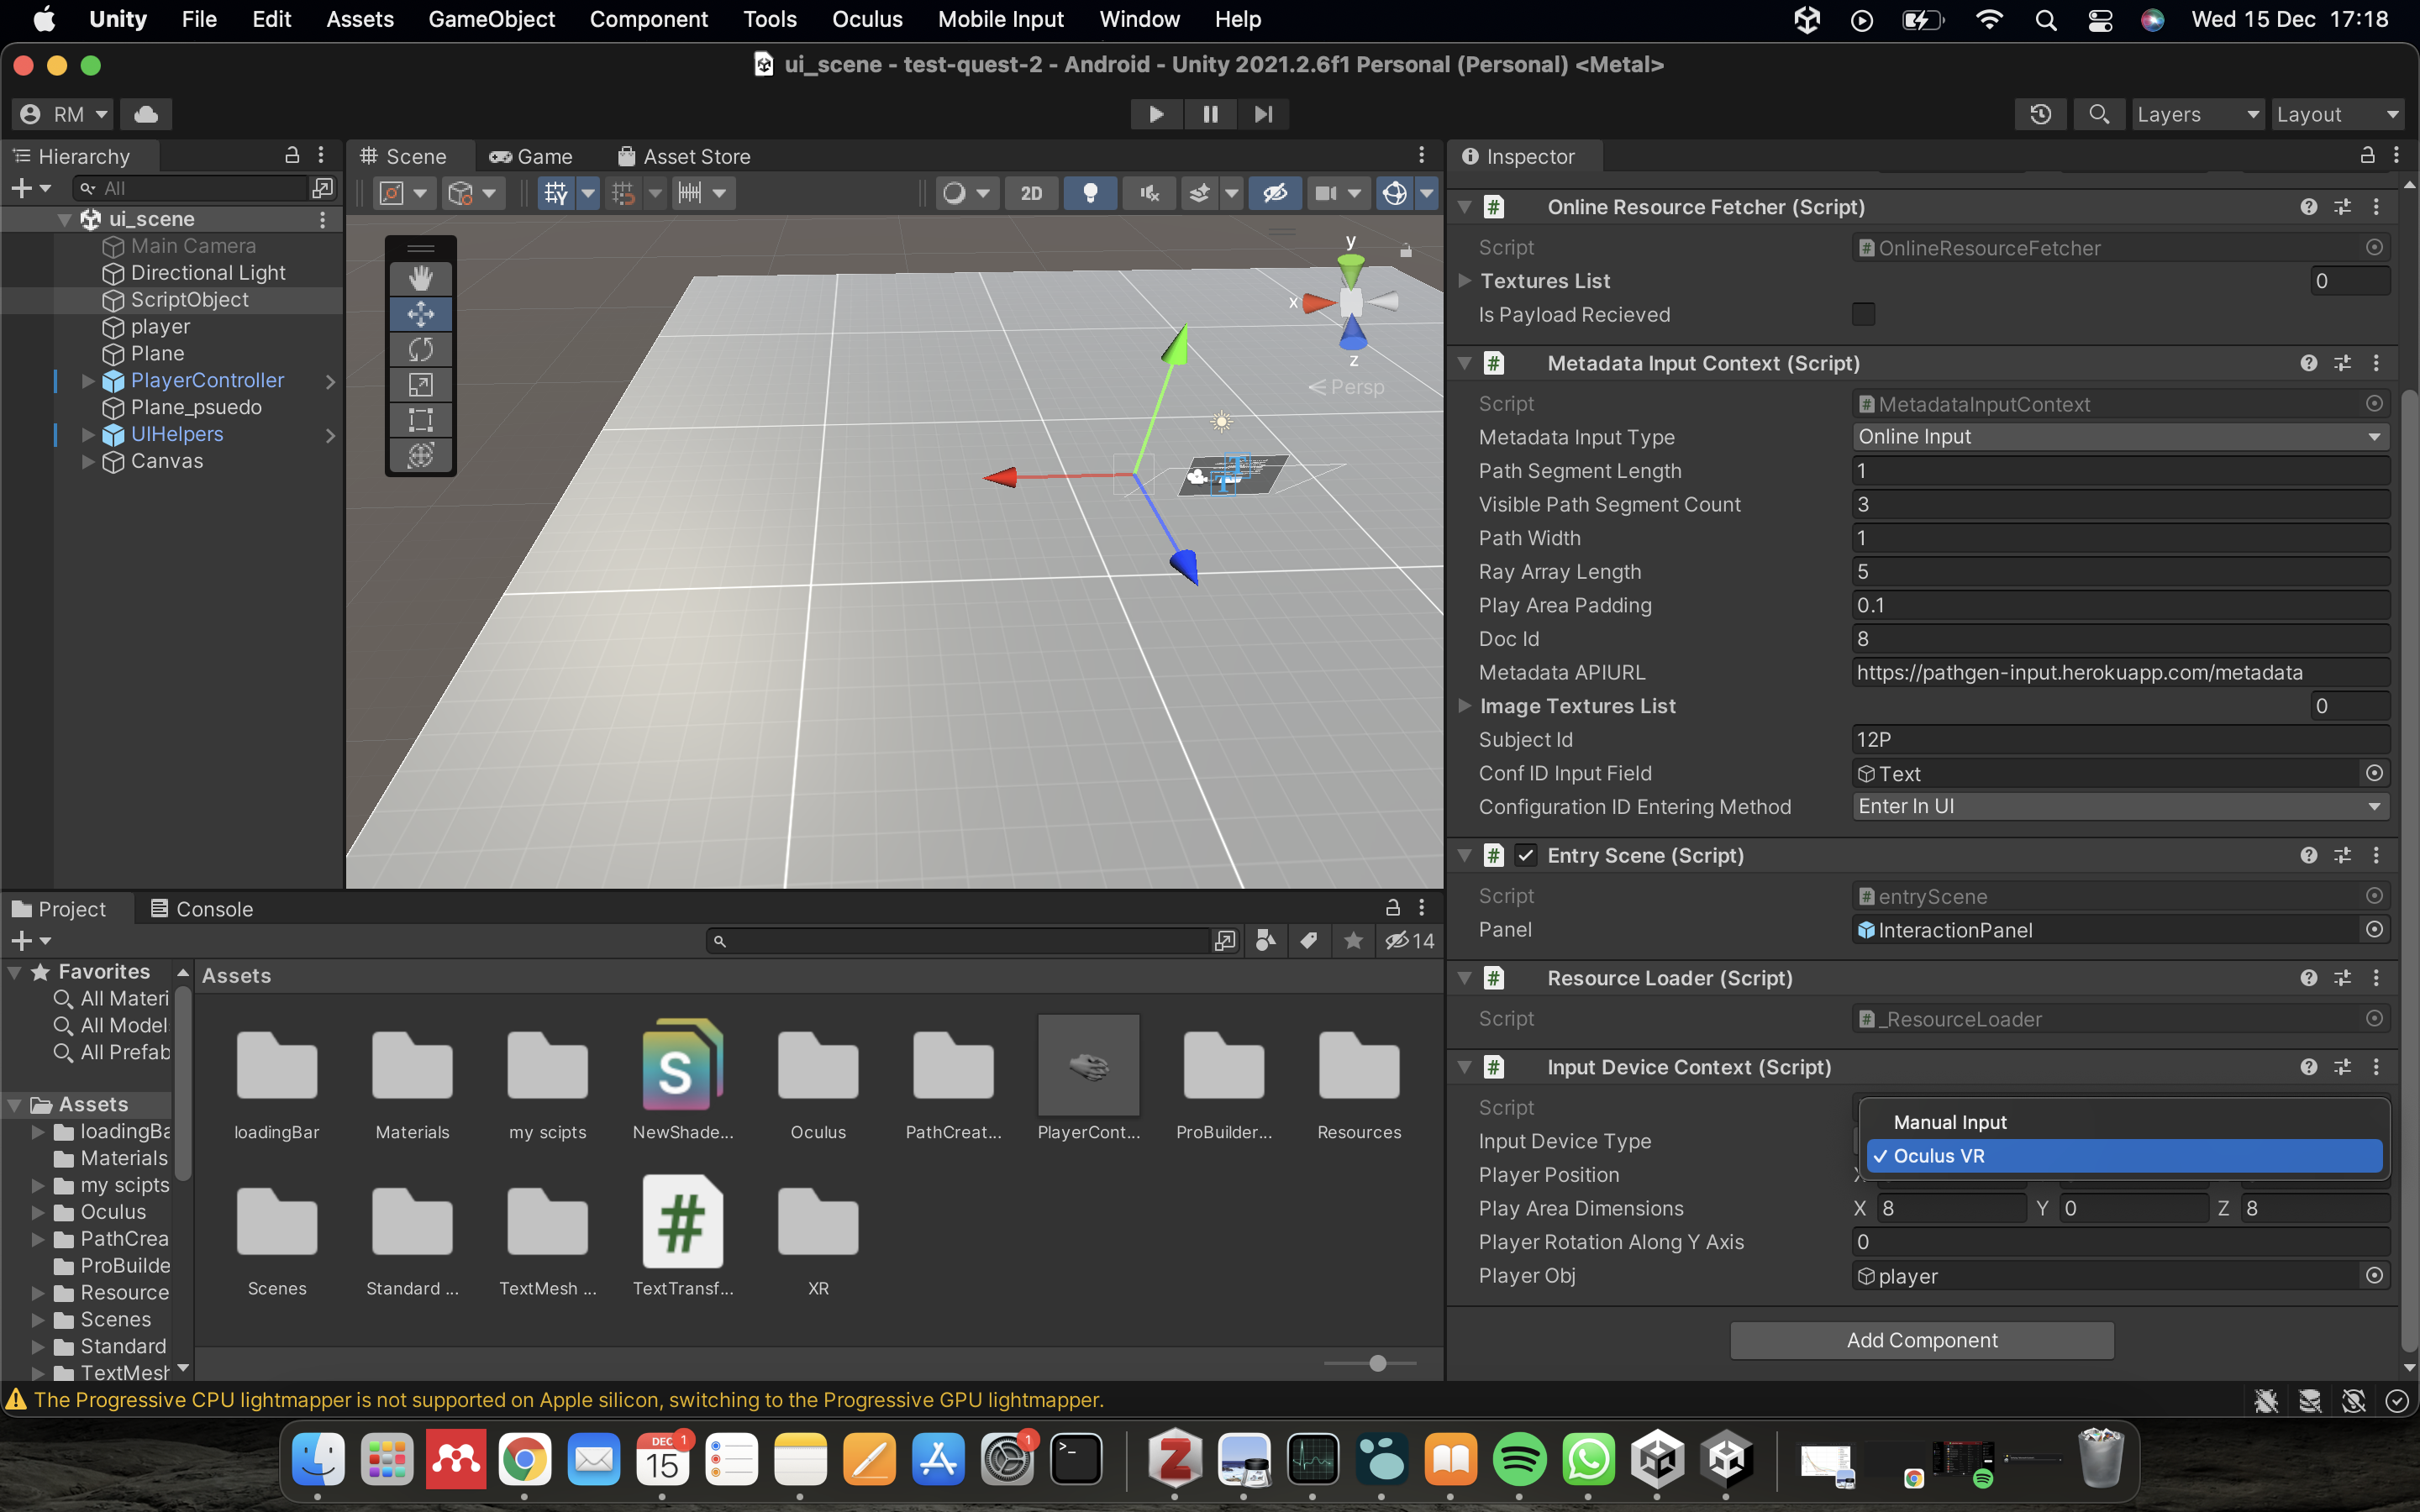 Unity File Edit Assets GameObject Component Tools Oculus Mobile Input Window Help Wed 15 Dec 17:18
ui_scene - test-quest-2 - Android - Unity 2021.2.6f1 Personal (Personal) <Metal>
RM Layers Layout
Hierarchy
All
ui_scene
Main Camera
Directional Light
ScriptObject
player
Plane
PlayerController
Plane_psuedo
UIHelpers
Canvas
Scene Game Asset Store
2D
y
x
z
Persp
Inspector
Online Resource Fetcher (Script)
Script OnlineResourceFetcher
Textures List 0
Is Payload Recieved
Metadata Input Context (Script)
Script MetadataInputContext
Metadata Input Type Online Input
Path Segment Length 1
Visible Path Segment Count 3
Path Width 1
Ray Array Length 5
Play Area Padding 0.1
Doc Id 8
Metadata APIURL https://pathgen-input.herokuapp.com/metadata
Image Textures List 0
Subject Id 12P
Conf ID Input Field Text
Configuration ID Entering Method Enter In UI
Entry Scene (Script)
Script entryScene
Panel InteractionPanel
Resource Loader (Script)
Script _ResourceLoader
Input Device Context (Script)
Script
Manual Input
Input Device Type
✓ Oculus VR
Player Position
Play Area Dimensions X 8 Y 0 Z 8
Player Rotation Along Y Axis 0
Player Obj player
Add Component
Project Console
14
Favorites
All Materi
All Model
All Prefab
Assets
loadingBa
Materials
my scipts
Oculus
PathCrea
ProBuilde
Resource
Scenes
Standard
TextMesh
Assets
loadingBar Materials my scipts NewShade... Oculus PathCreat... PlayerCont... ProBuilder... Resources
Scenes Standard ... TextMesh ... TextTransf... XR
The Progressive CPU lightmapper is not supported on Apple silicon, switching to the Progressive GPU lightmapper.
DEC 1
15
1